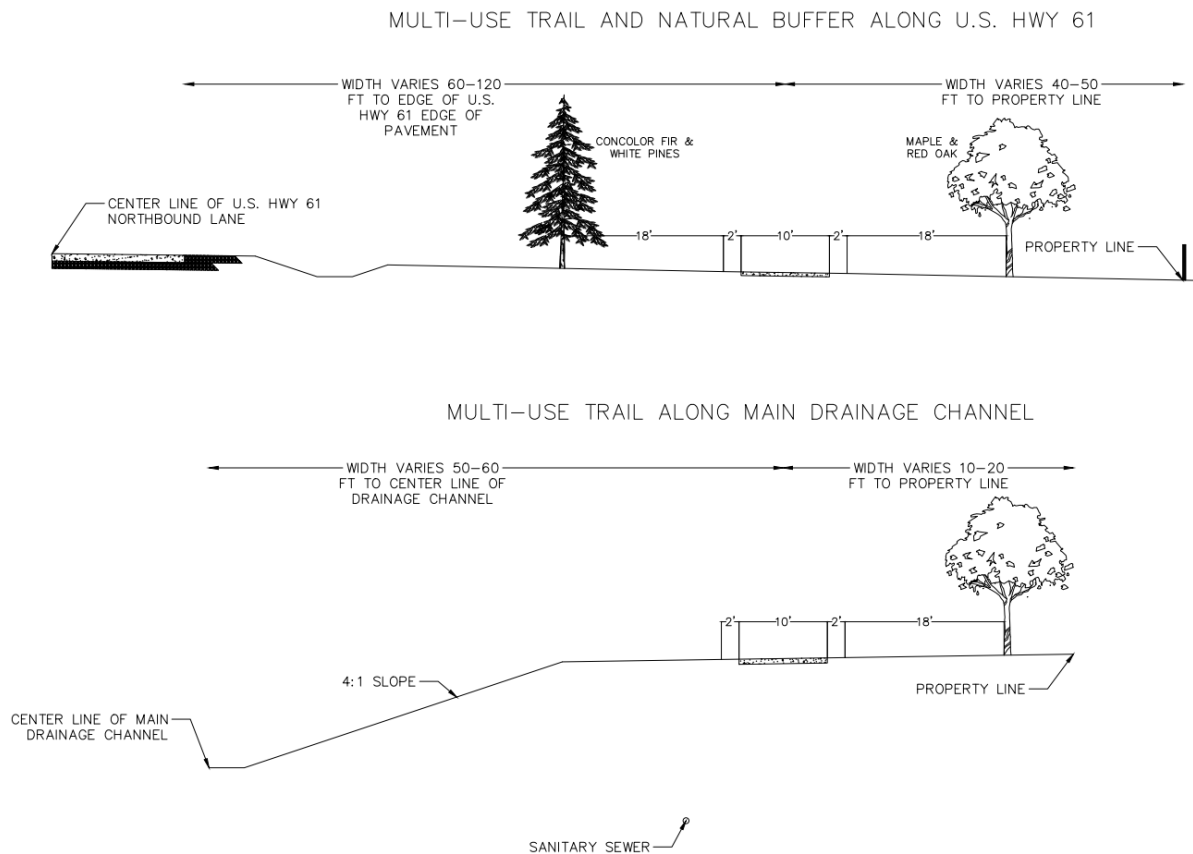 MULTI-USE TRAIL AND NATURAL BUFFER ALONG U.S. HWY 61
WIDTH VARIES 60-120
FT TO EDGE OF U.S.
HWY 61 EDGE OF
PAVEMENT
WIDTH VARIES 40-50
FT TO PROPERTY LINE
CONCOLOR FIR &
WHITE PINES
MAPLE &
RED OAK
CENTER LINE OF U.S. HWY 61
NORTHBOUND LANE
18' 2' 10' 2' 18'
PROPERTY LINE
MULTI-USE TRAIL ALONG MAIN DRAINAGE CHANNEL
WIDTH VARIES 50-60
FT TO CENTER LINE OF
DRAINAGE CHANNEL
WIDTH VARIES 10-20
FT TO PROPERTY LINE
2' 10' 2' 18'
4:1 SLOPE
PROPERTY LINE
CENTER LINE OF MAIN
DRAINAGE CHANNEL
SANITARY SEWER